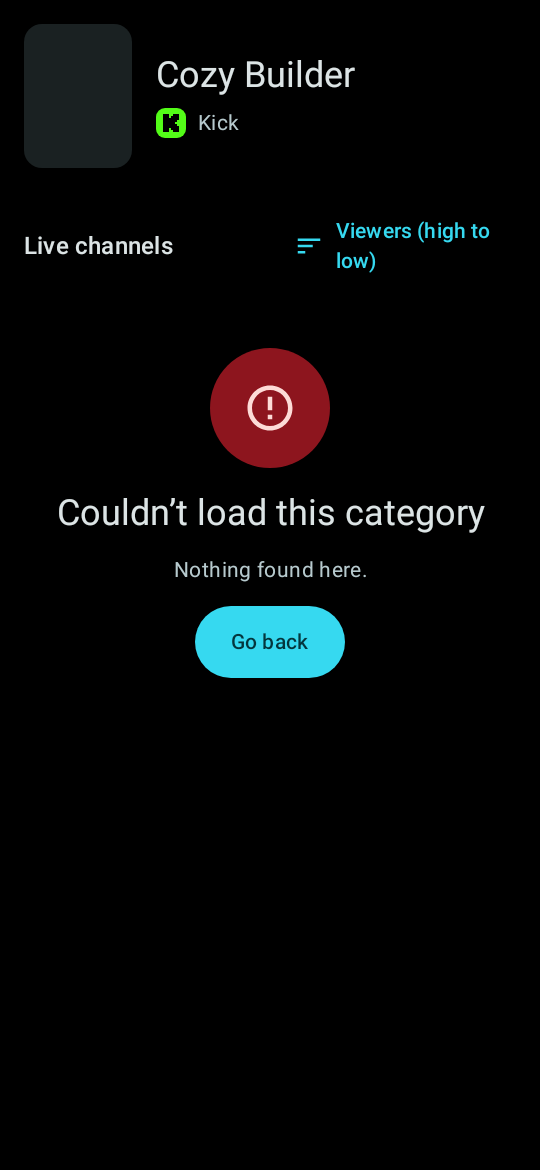 Cozy Builder
Kick
Live channels
Viewers (high to
low)
Couldn’t load this category
Nothing found here.
Go back